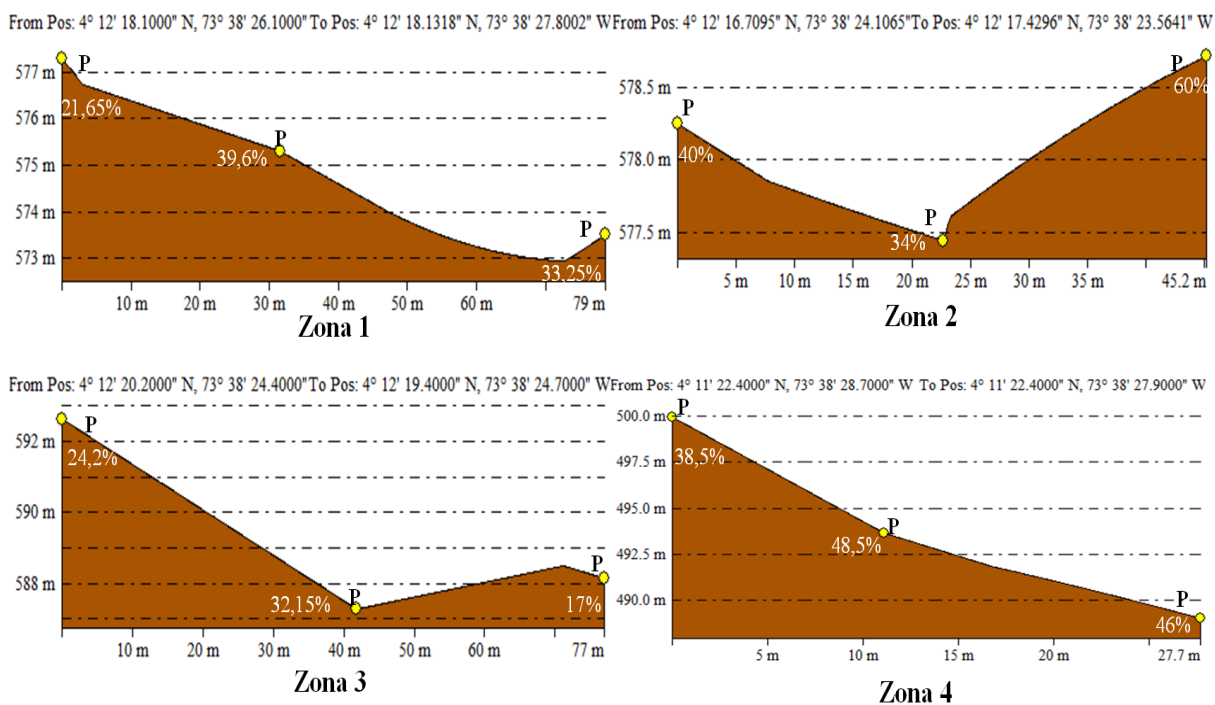 From Pos: 4° 12' 18.1000" N, 73° 38' 26.1000" To Pos: 4° 12' 18.1318" N, 73° 38' 27.8002" W
577 m
576 m
575 m
574 m
573 m
P
21,65%
P
39,6%
P
33,25%
10 m 20 m 30 m 40 m 50 m 60 m 79 m
Zona 1
From Pos: 4° 12' 16.7095" N, 73° 38' 24.1065"To Pos: 4° 12' 17.4296" N, 73° 38' 23.5641" W
578.5 m
578.0 m
577.5 m
P
40%
P
34%
P
60%
5 m 10 m 15 m 20 m 25 m 30 m 35 m 45.2 m
Zona 2
From Pos: 4° 12' 20.2000" N, 73° 38' 24.4000"To Pos: 4° 12' 19.4000" N, 73° 38' 24.7000" W
592 m
590 m
588 m
P
24,2%
P
32,15%
P
17%
10 m 20 m 30 m 40 m 50 m 60 m 77 m
Zona 3
From Pos: 4° 11' 22.4000" N, 73° 38' 28.7000" W To Pos: 4° 11' 22.4000" N, 73° 38' 27.9000" W
500.0 m
497.5 m
495.0 m
492.5 m
490.0 m
P
38,5%
P
48,5%
P
46%
5 m 10 m 15 m 20 m 27.7 m
Zona 4